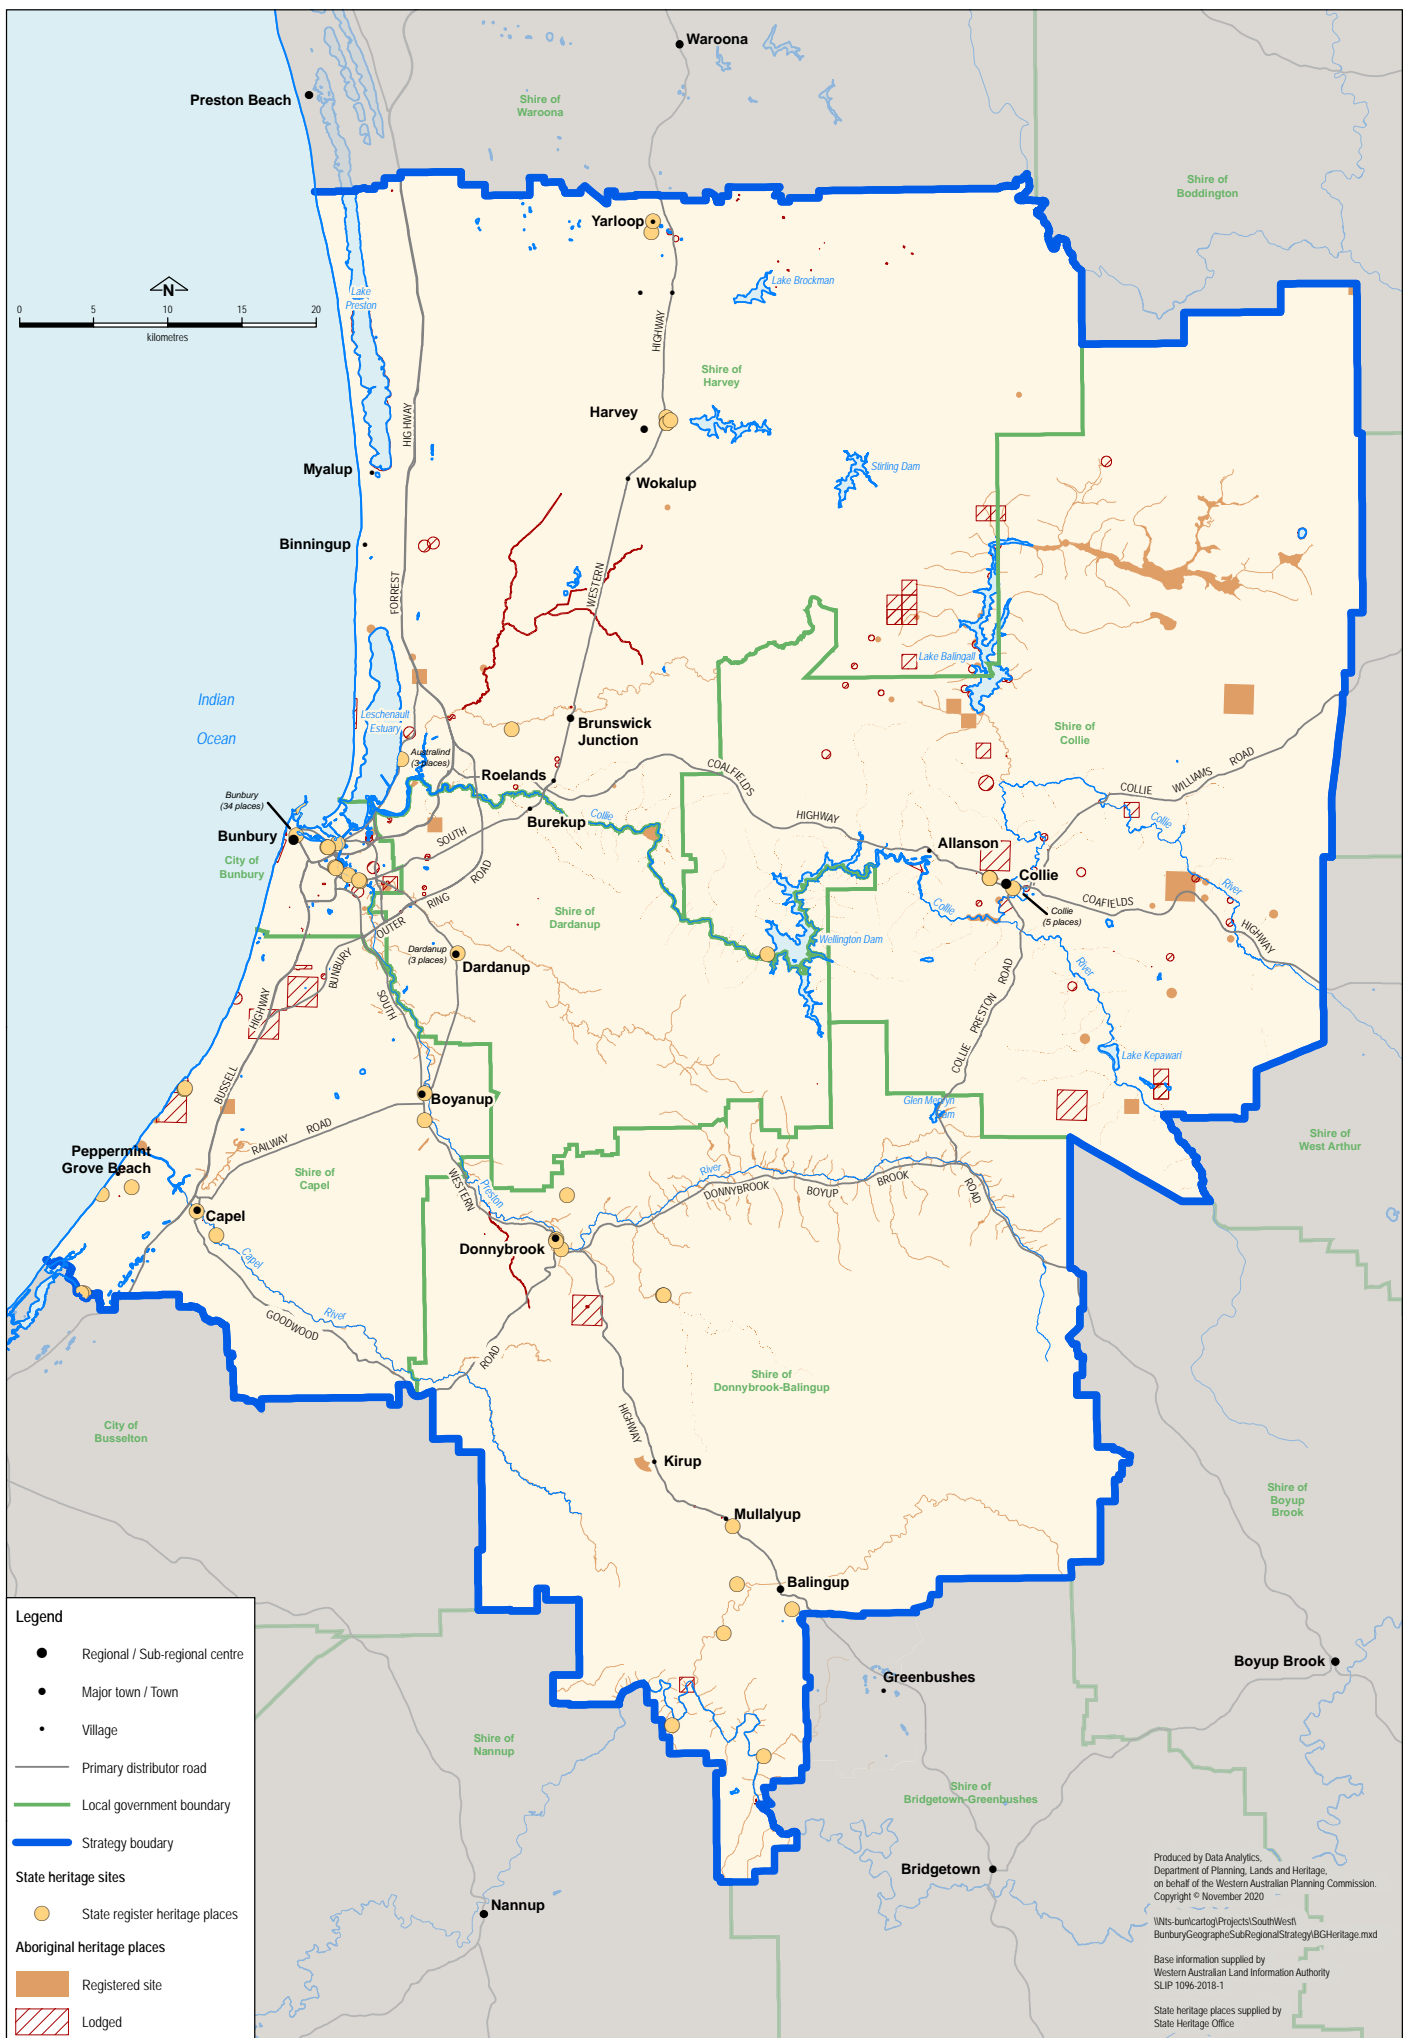 Waroona
Preston Beach
Shire of
Waroona
Shire of
Boddington
Yarloop
Lake Brockman
N
Lake
Preston
0 5 10 15 20
kilometres
HIGHWAY
Shire of
Harvey
HIGHWAY
Harvey
Myalup
Stirling Dam
Wokalup
Binningup
FORREST
WESTERN
Lake Balingall
Indian
Ocean
Leschenault
Estuary
Brunswick
Junction
Shire of
Collie
Australind
(3 places)
Roelands
COALFIELDS
COLLIE WILLIAMS ROAD
Bunbury
(34 places)
Bunbury
Burekup
Collie
HIGHWAY
Collie
SOUTH
Allanson
City of
Bunbury
ROAD
RING
OUTER
Collie
River
COAFIELDS
HIGHWAY
Collie
(5 places)
Collie
River
Shire of
Dardanup
Wellington Dam
Dardanup
(3 places)
Dardanup
BUNBURY
SOUTH
HIGHWAY
COLLIE PRESTON ROAD
Lake Kepawari
BUSSELL
Boyanup
Glen Mervyn
Dam
RAILWAY ROAD
Peppermint
Grove Beach
Shire of
West Arthur
Shire of
Capel
WESTERN
Preston
River
DONNYBROOK BOYUP BROOK
ROAD
Capel
Donnybrook
Capel
River
GOODWOOD
ROAD
Shire of
Donnybrook-Balingup
City of
Busselton
HIGHWAY
Kirup
Shire of
Boyup
Brook
Mullalyup
Balingup
Boyup Brook
Greenbushes
Shire of
Nannup
Shire of
Bridgetown-Greenbushes
Bridgetown
Nannup
Legend
Regional / Sub-regional centre
Major town / Town
Village
Primary distributor road
Local government boundary
Strategy boudary
State heritage sites
State register heritage places
Aboriginal heritage places
Registered site
Lodged
Produced by Data Analytics,
Department of Planning, Lands and Heritage,
on behalf of the Western Australian Planning Commission.
Copyright © November 2020
\\Nts-bun\cartog\Projects\SouthWest\
BunburyGeographeSubRegionalStrategy\BGHeritage.mxd
Base information supplied by
Western Australian Land Information Authority
SLIP 1096-2018-1
State heritage places supplied by
State Heritage Office